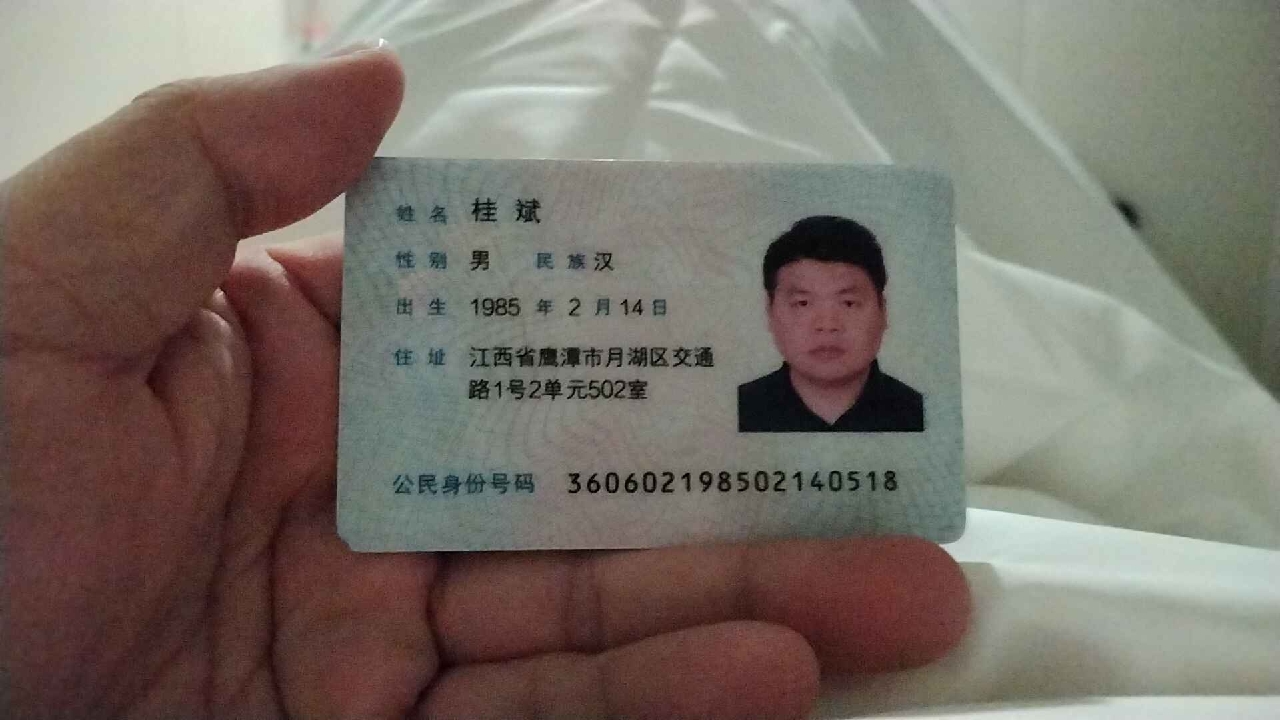 姓名 桂斌
性别 男 民族 汉
出生 1985 年 2 月 14 日
住址 江西省鹰潭市月湖区交通
路1号2单元502室
公民身份号码 360602198502140518